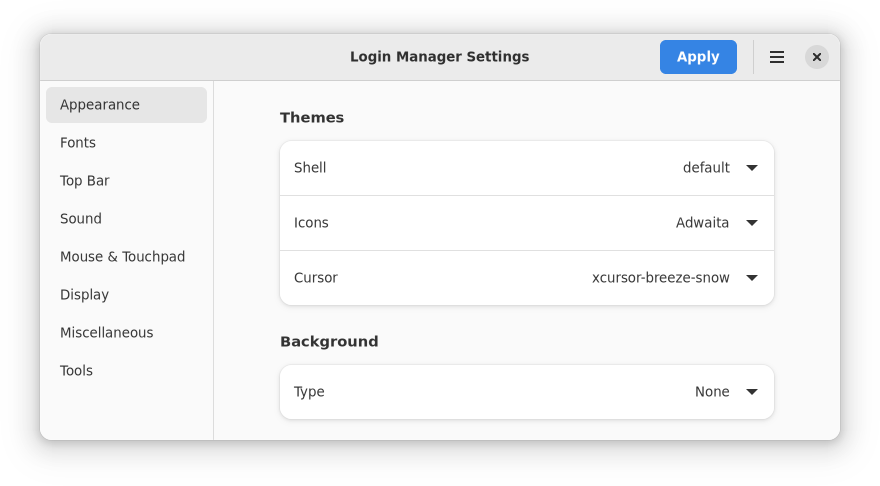 Login Manager Settings
Apply
Appearance
Fonts
Top Bar
Sound
Mouse & Touchpad
Display
Miscellaneous
Tools
Themes
Shell default
Icons Adwaita
Cursor xcursor-breeze-snow
Background
Type None